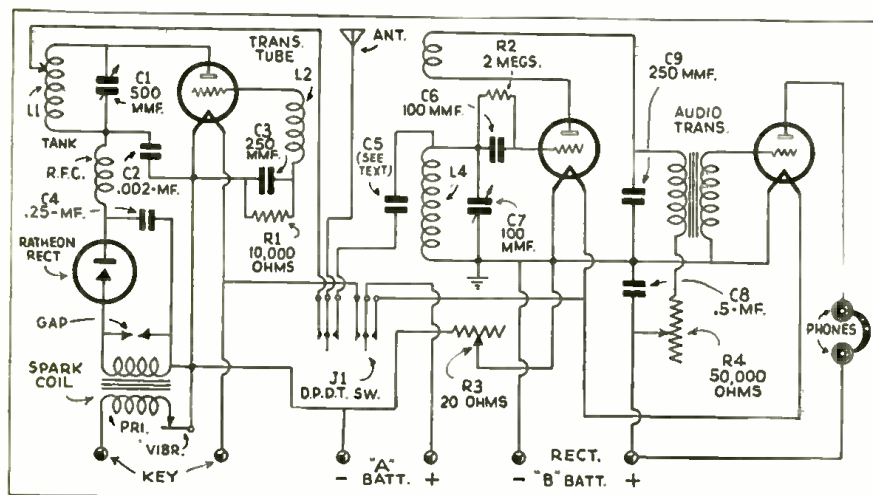 TRANS.
TUBE
L2
C1
500
MMF.
L1
TANK
R.F.C.
C2
.002-MF.
C3
250
MMF.
C4
.25-MF.
R1
10,000
OHMS
RATHEON
RECT
GAP
SPARK
COIL
PRI.
VIBR.
KEY
ANT.
C5
(SEE
TEXT)
C6
100
MMF.
R2
2 MEGS.
L4
C7
100
MMF.
J1
D.P.D.T. SW.
R3
20 OHMS
- "A" BATT. +
RECT.
- "B" BATT. +
C9
250 MMF.
AUDIO
TRANS.
C8
.5-MF.
R4
50,000
OHMS
PHONES